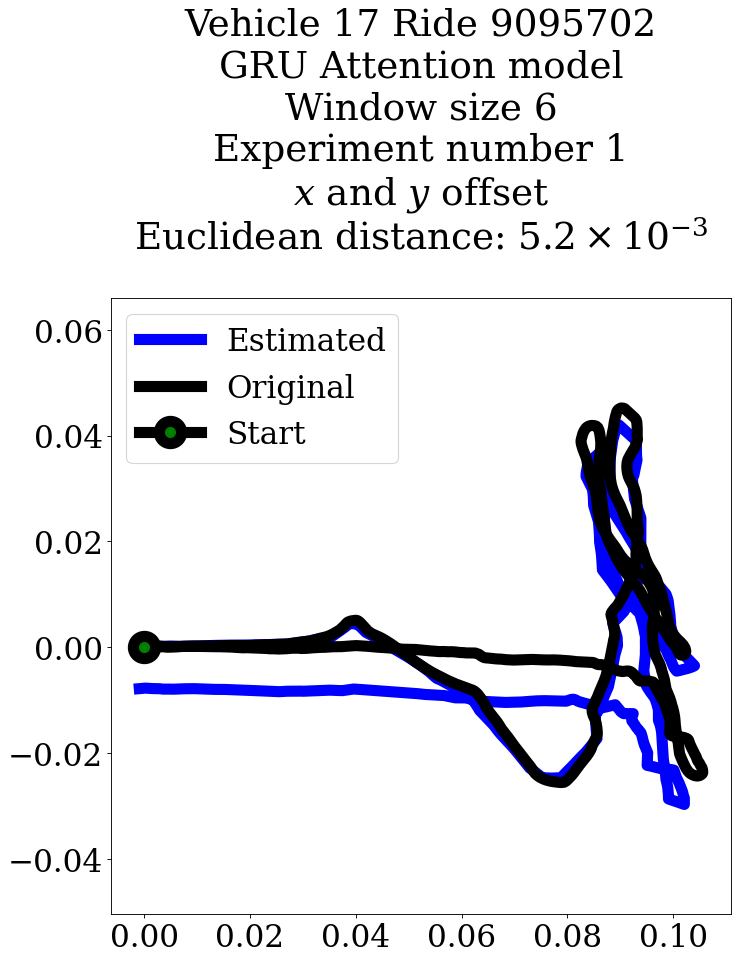 Vehicle 17 Ride 9095702
GRU Attention model
Window size 6
Experiment number 1
x and y offset
Euclidean distance: 5.2 × 10⁻³
Estimated
Original
Start
0.06
0.04
0.02
0.00
−0.02
−0.04
0.00 0.02 0.04 0.06 0.08 0.10